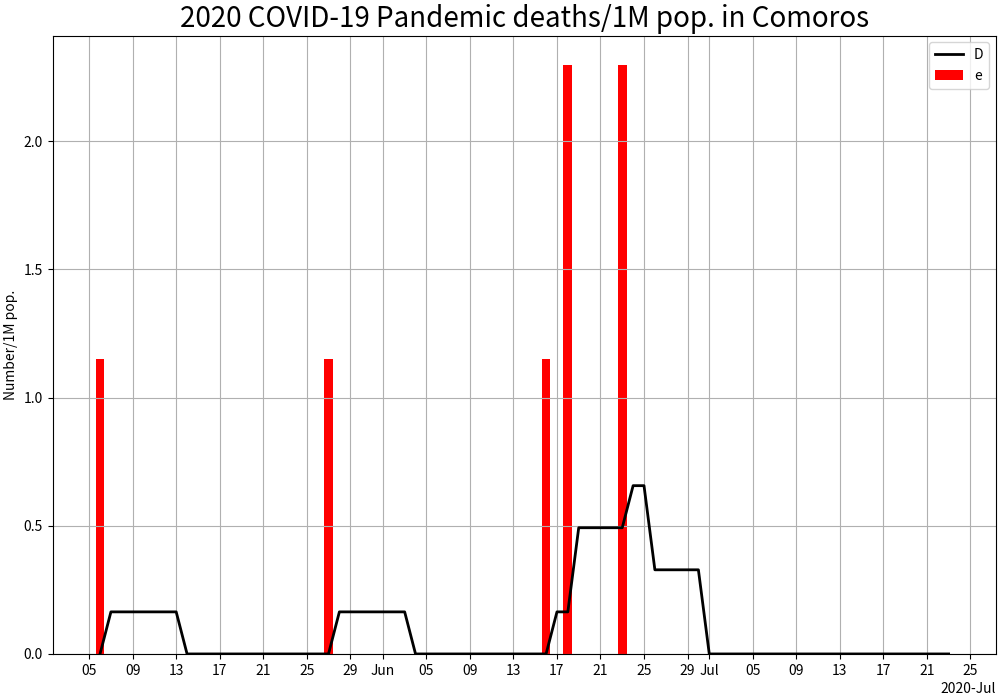 2020 COVID-19 Pandemic deaths/1M pop. in Comoros
D
e
Number/1M pop.
2.0
1.5
1.0
0.5
0.0
05 09 13 17 21 25 29 Jun 05 09 13 17 21 25 29 Jul 05 09 13 17 21 25
2020-Jul